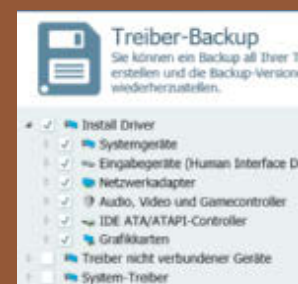 Treiber-Backup
Sie können ein Backup all Ihrer
erstellen und die Backup-Version
wiederherzustellen.
Install Driver
Systemgeräte
Eingabegeräte (Human Interface D
Netzwerkadapter
Audio, Video und Gamecontroller
IDE ATA/ATAPI-Controller
Grafikkarten
Treiber nicht verbundener Geräte
System-Treiber